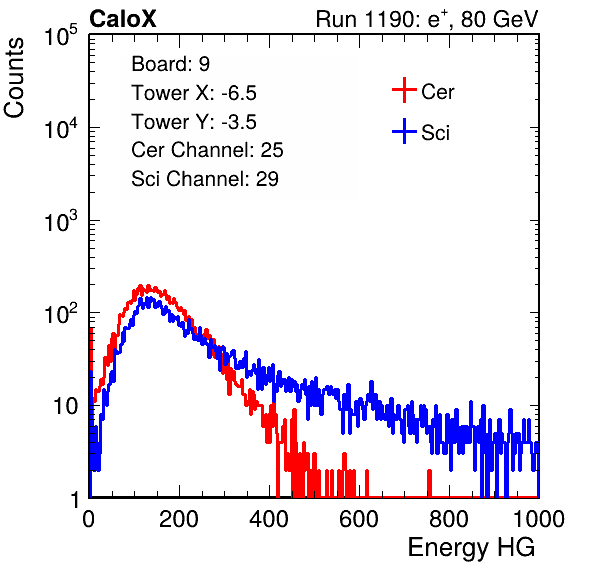 CaloX Run 1190: e⁺, 80 GeV
Counts
10⁵
10⁴
10³
10²
10
1
Board: 9
Tower X: -6.5
Tower Y: -3.5
Cer Channel: 25
Sci Channel: 29
Cer
Sci
0 200 400 600 800 1000
Energy HG